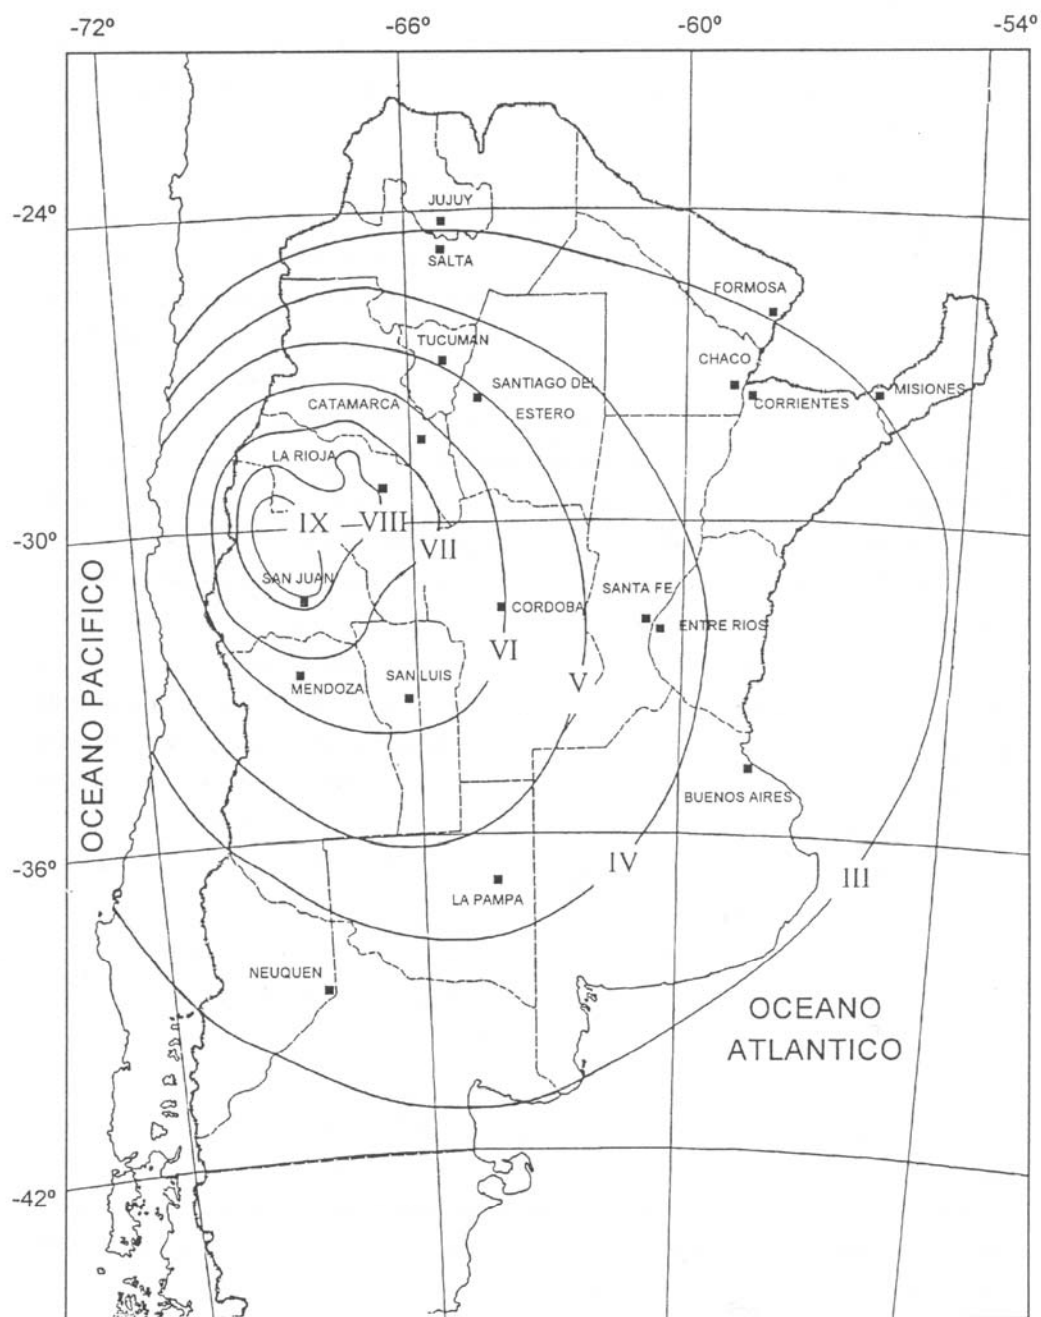 -72º
-66º
-60º
-54º
-24º
JUJUY
SALTA
FORMOSA
TUCUMAN
CHACO
SANTIAGO DEL
ESTERO
MISIONES
CATAMARCA
CORRIENTES
LA RIOJA
-30º
IX
VIII
VII
SAN JUAN
CORDOBA
SANTA FE
ENTRE RIOS
VI
OCEANO PACIFICO
MENDOZA
SAN LUIS
V
BUENOS AIRES
-36º
IV
III
LA PAMPA
NEUQUEN
OCEANO
ATLANTICO
-42º